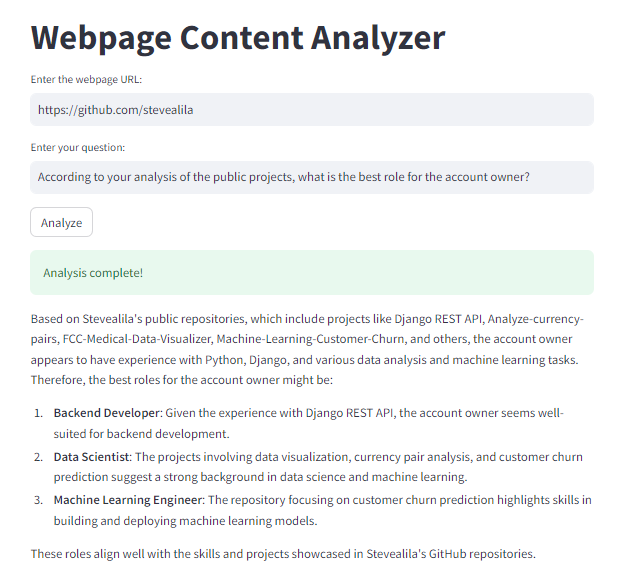 Webpage Content Analyzer
Enter the webpage URL:
https://github.com/stevealila
Enter your question:
According to your analysis of the public projects, what is the best role for the account owner?
Analyze
Analysis complete!
Based on Stevealila's public repositories, which include projects like Django REST API, Analyze-currency-
pairs, FCC-Medical-Data-Visualizer, Machine-Learning-Customer-Churn, and others, the account owner
appears to have experience with Python, Django, and various data analysis and machine learning tasks.
Therefore, the best roles for the account owner might be:
1. Backend Developer: Given the experience with Django REST API, the account owner seems well-
suited for backend development.
2. Data Scientist: The projects involving data visualization, currency pair analysis, and customer churn
prediction suggest a strong background in data science and machine learning.
3. Machine Learning Engineer: The repository focusing on customer churn prediction highlights skills in
building and deploying machine learning models.
These roles align well with the skills and projects showcased in Stevealila's GitHub repositories.